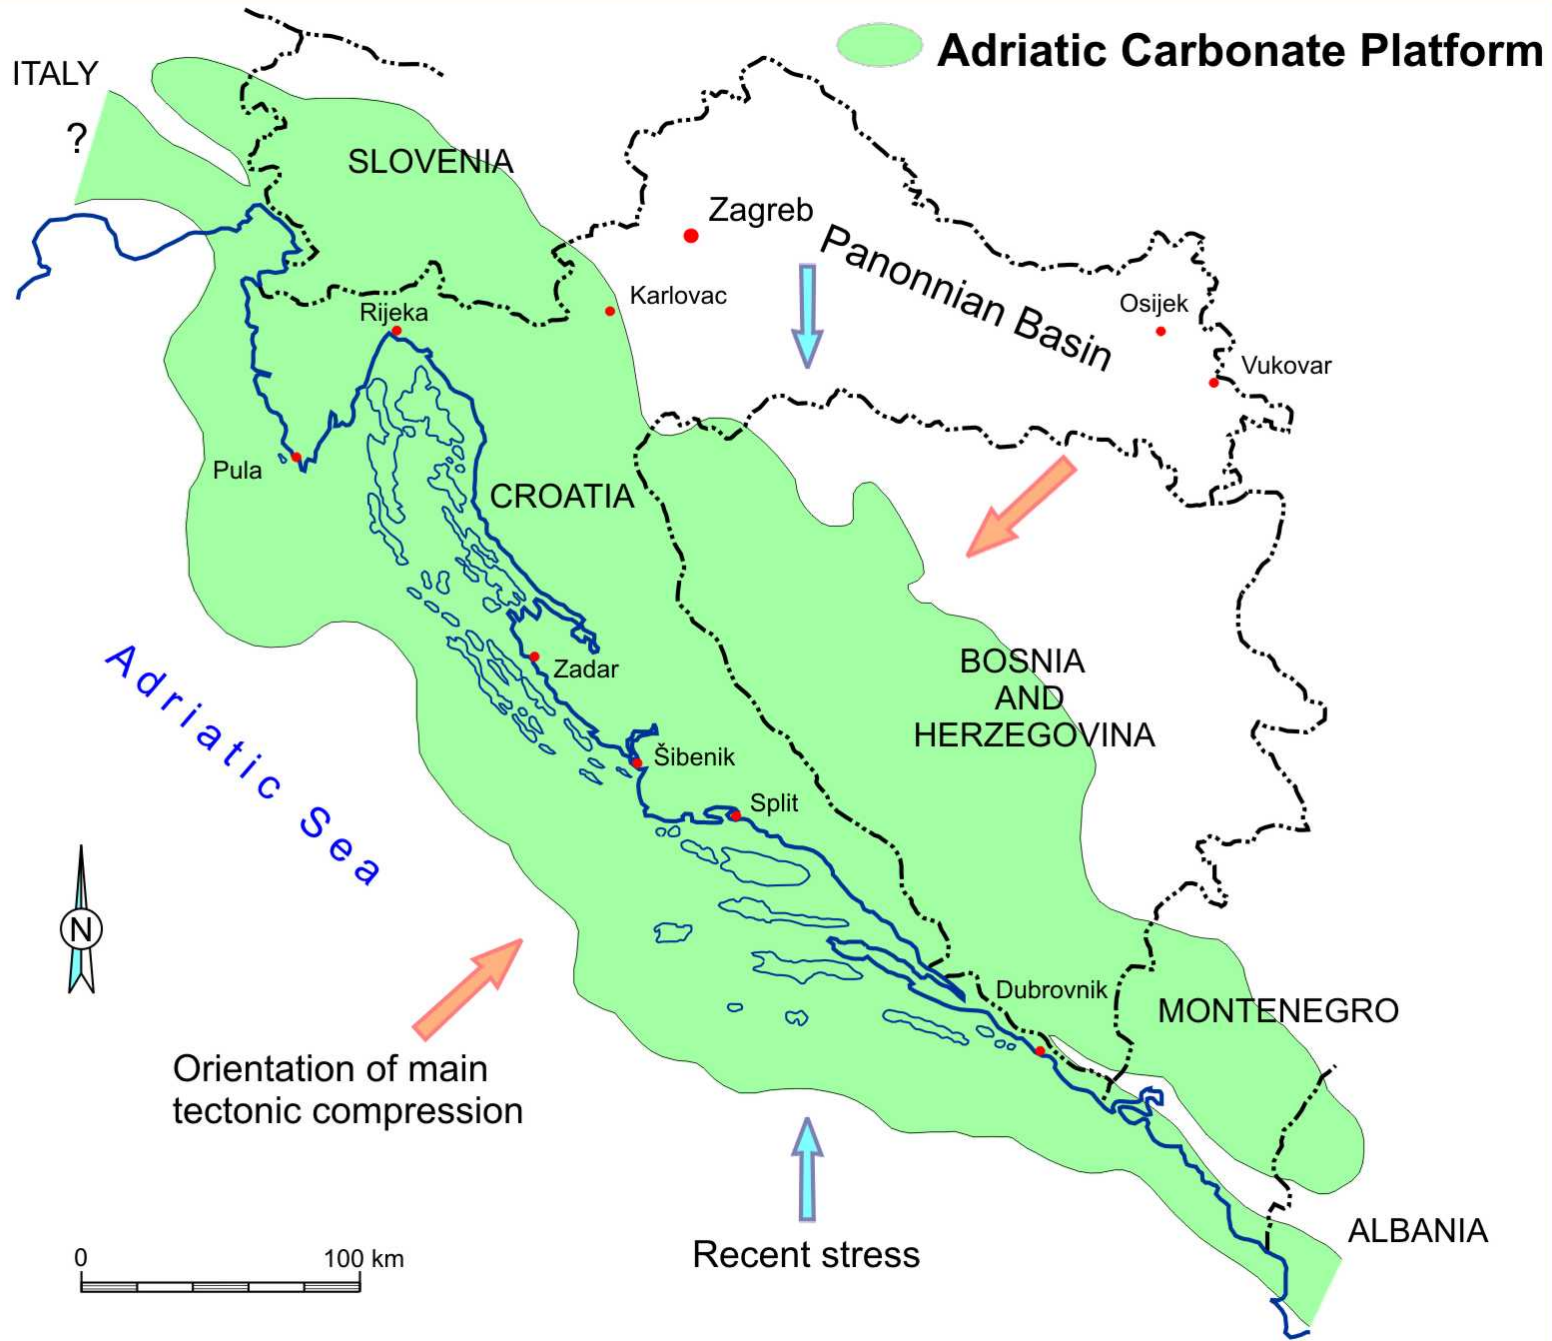 Adriatic Carbonate Platform
ITALY
?
SLOVENIA
Zagreb
Panonnian Basin
Karlovac
Osijek
Rijeka
Vukovar
Pula
CROATIA
BOSNIA
AND
HERZEGOVINA
Adriatic Sea
Zadar
Šibenik
Split
N
Dubrovnik
MONTENEGRO
Orientation of main
tectonic compression
ALBANIA
Recent stress
0 100 km